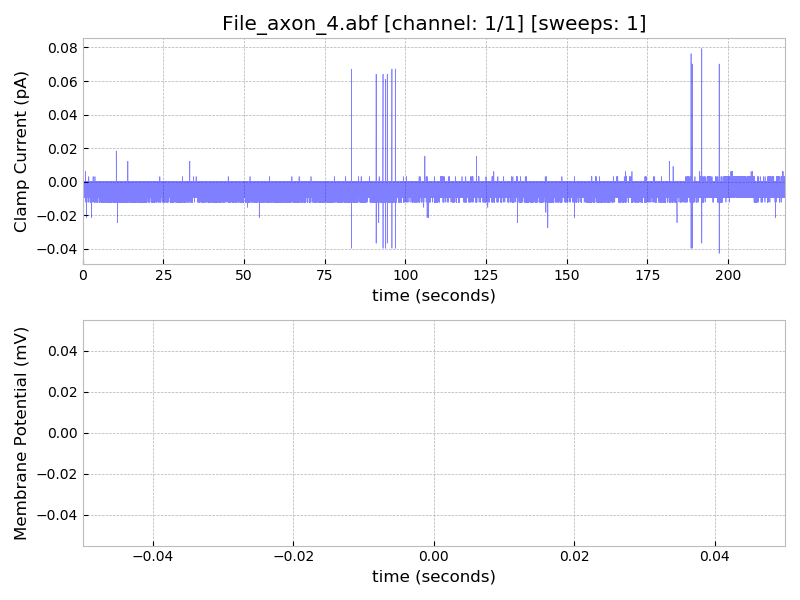 File_axon_4.abf [channel: 1/1] [sweeps: 1]
Clamp Current (pA)
0.08
0.06
0.04
0.02
0.00
−0.02
−0.04
0 25 50 75 100 125 150 175 200
time (seconds)
Membrane Potential (mV)
0.04
0.02
0.00
−0.02
−0.04
−0.04 −0.02 0.00 0.02 0.04
time (seconds)